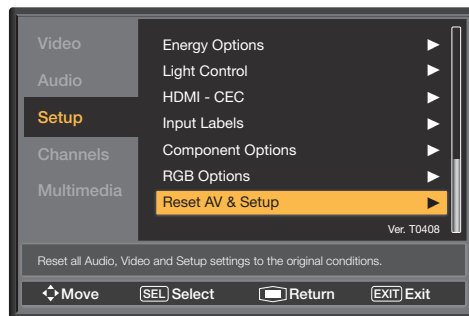 Video
Audio
Setup
Channels
Multimedia
Energy Options
Light Control
HDMI - CEC
Input Labels
Component Options
RGB Options
Reset AV & Setup
Ver. T0408
Reset all Audio, Video and Setup settings to the original conditions.
Move SEL Select Return EXIT Exit